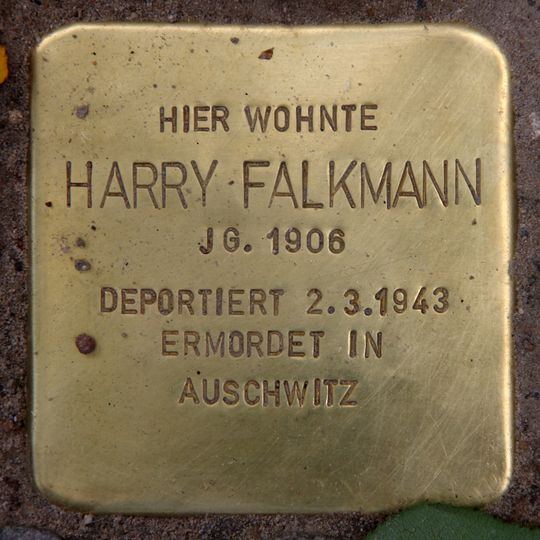 HIER WOHNTE
HARRY FALKMANN
JG. 1906
DEPORTIERT 2.3.1943
ERMORDET IN
AUSCHWITZ